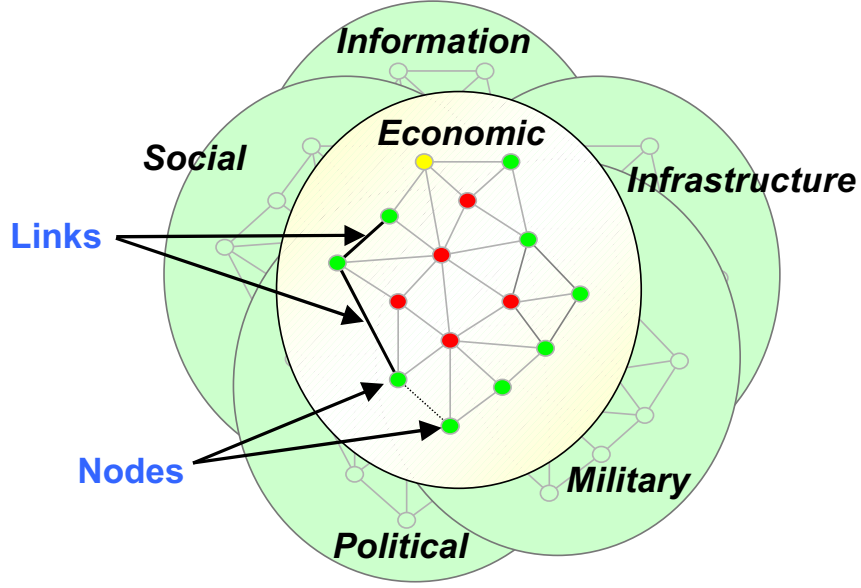 Information
Economic
Social
Infrastructure
Links
Nodes
Military
Political